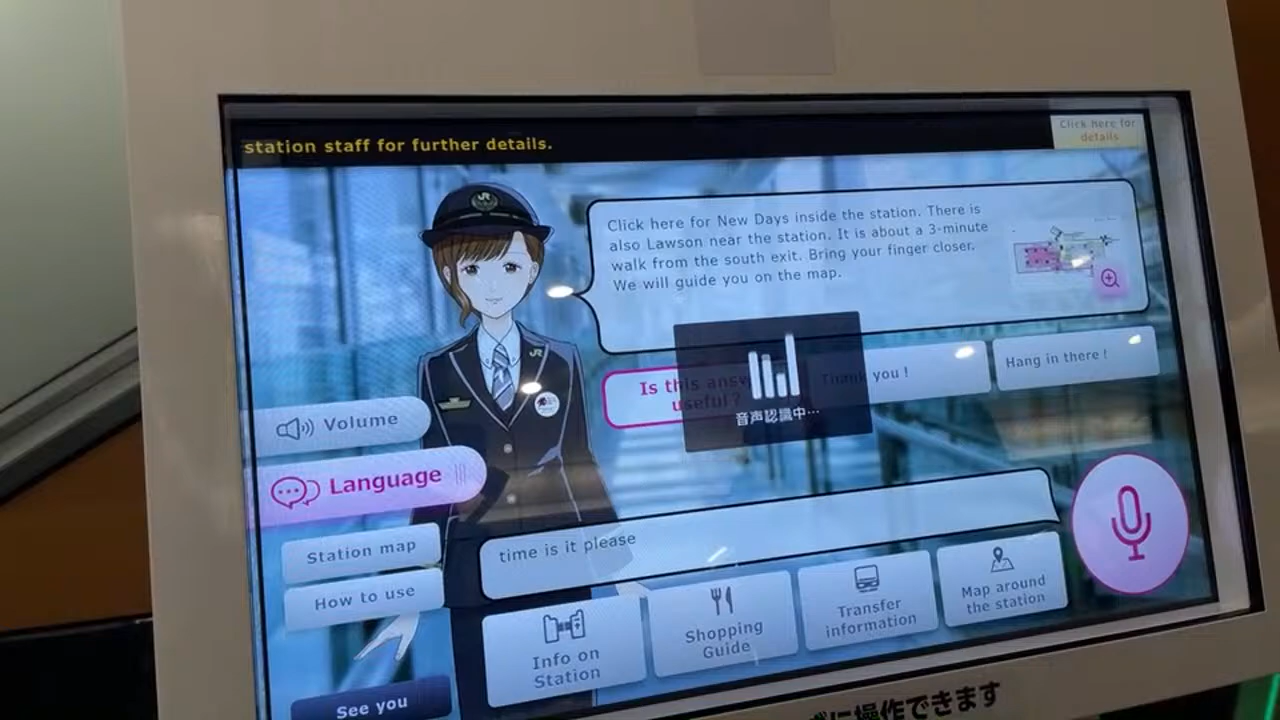 station staff for further details.
Click here for
details
JR
Click here for New Days inside the station. There is
also Lawson near the station. It is about a 3-minute
walk from the south exit. Bring your finger closer.
We will guide you on the map.
JR
Is this answ
useful ?
Thank you !
Hang in there !
音声認識中…
Volume
Language
Station map
How to use
See you
time is it please
Info on
Station
Shopping
Guide
Transfer
information
Map around
the station
ずに操作できます